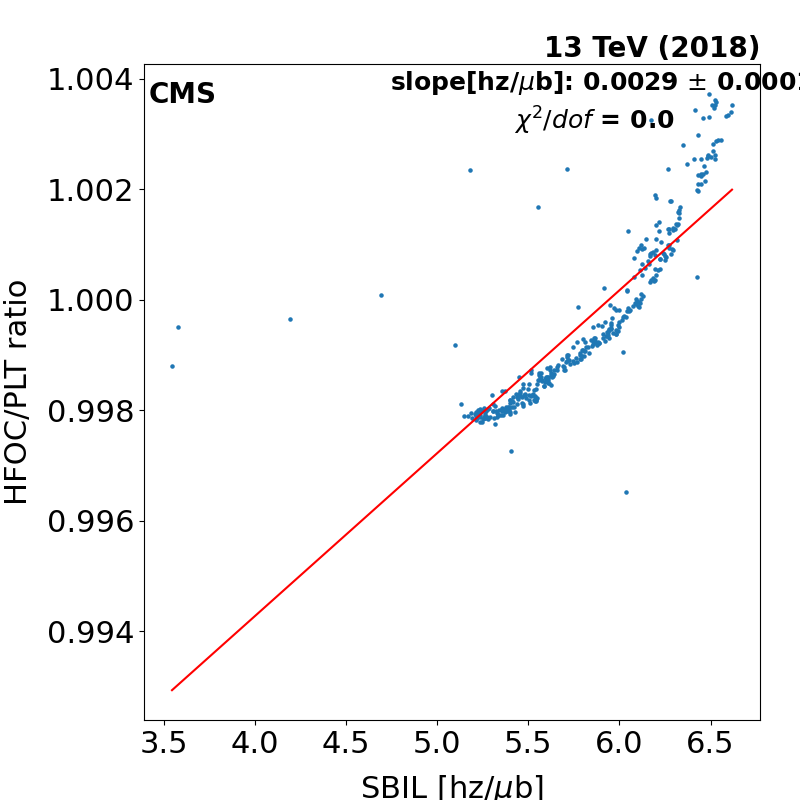 13 TeV (2018)
CMS
slope[hz/μb]: 0.0029 ± 0.0001
χ²/dof = 0.0
1.004
1.002
1.000
0.998
0.996
0.994
HFOC/PLT ratio
3.5 4.0 4.5 5.0 5.5 6.0 6.5
SBIL [hz/μb]